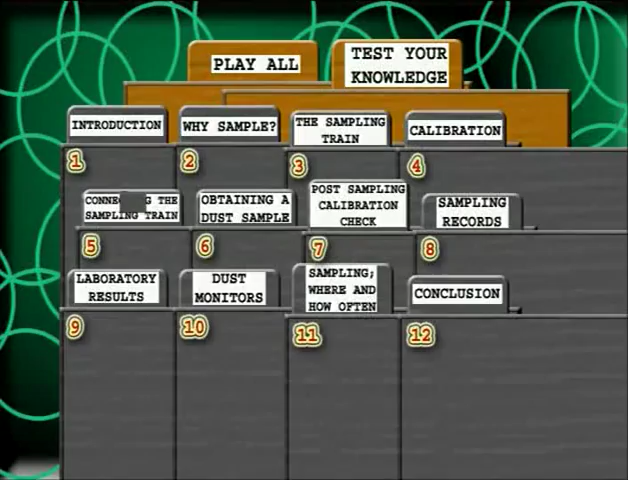 PLAY ALL
TEST YOUR
KNOWLEDGE
INTRODUCTION
WHY SAMPLE?
THE SAMPLING
TRAIN
CALIBRATION
1
2
3
4
THE
SAMPLING TRAIN
OBTAINING A
DUST SAMPLE
POST SAMPLING
CALIBRATION
CHECK
SAMPLING
RECORDS
5
6
7
8
LABORATORY
RESULTS
DUST
MONITORS
SAMPLING;
WHERE AND
HOW OFTEN
CONCLUSION
9
10
11
12